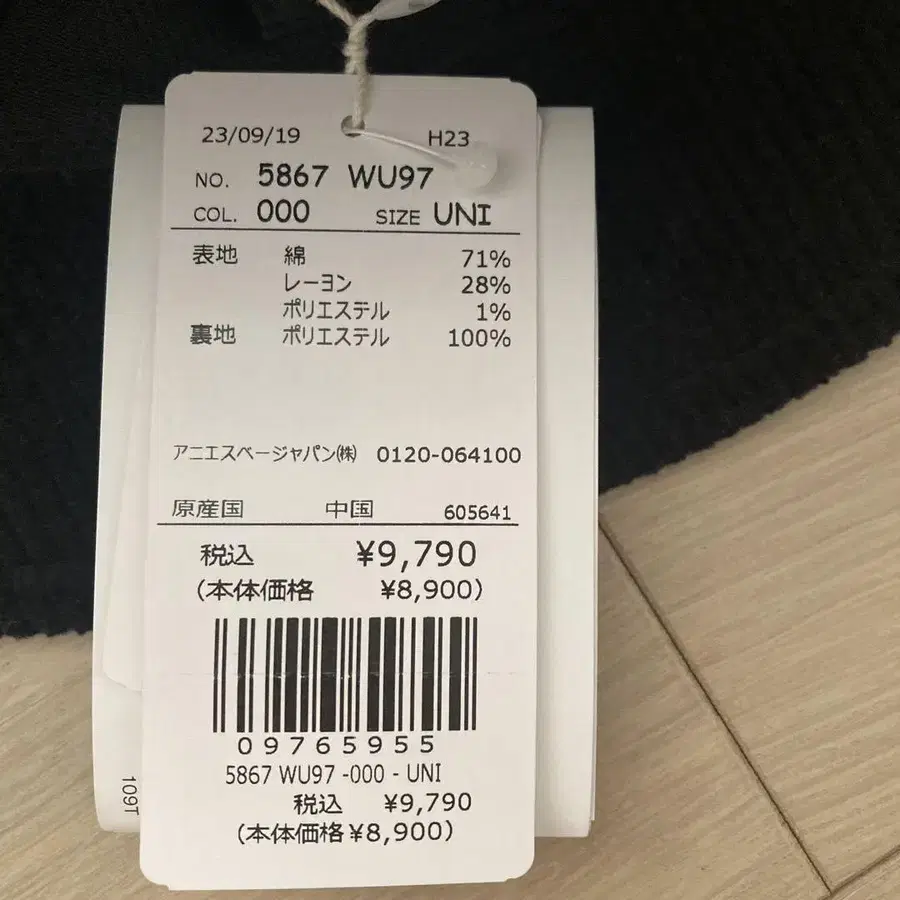 23/09/19 H23
NO. 5867 WU97
COL. 000 SIZE UNI
表地 綿 71%
レーヨン 28%
ポリエステル 1%
裏地 ポリエステル 100%
アニエスベージャパン㈱ 0120-064100
原産国 中国 605641
税込 ¥9,790
(本体価格 ¥8,900)
09765955
5867 WU97 -000 - UNI
税込 ¥9,790
(本体価格¥8,900)
109T